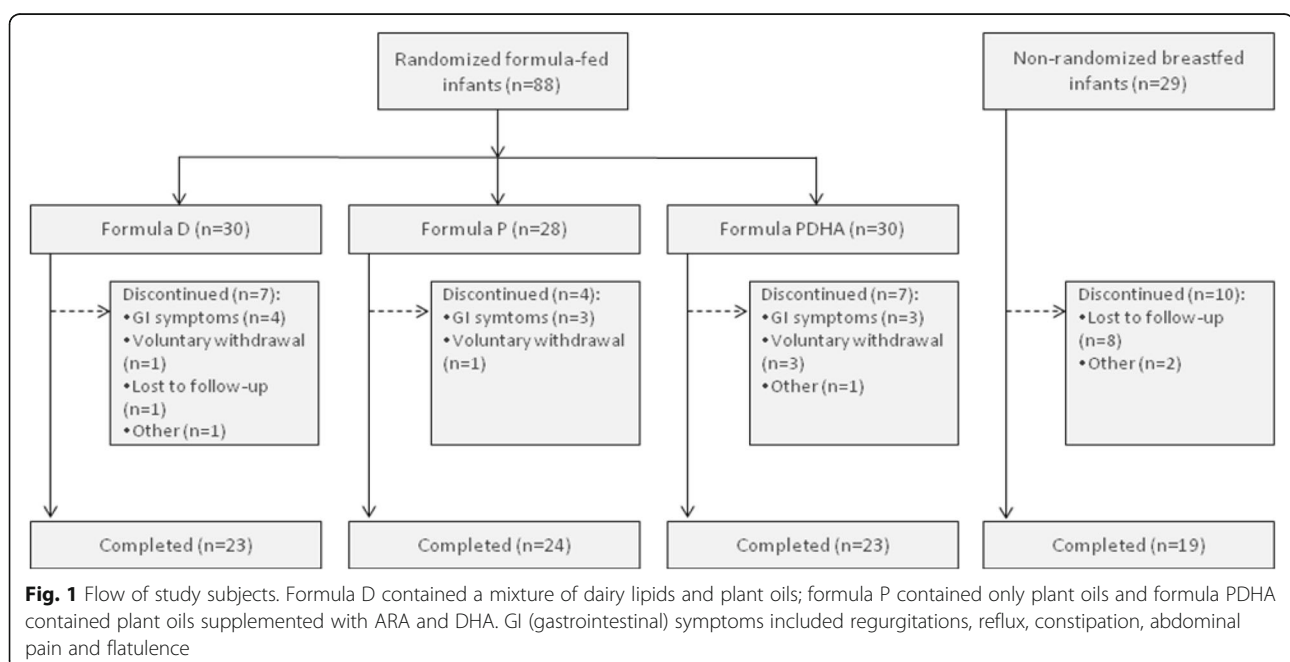 Randomized formula-fed
infants (n=88)
Non-randomized breastfed
infants (n=29)
Formula D (n=30)
Formula P (n=28)
Formula PDHA (n=30)
Discontinued (n=7):
•GI symptoms (n=4)
•Voluntary withdrawal
(n=1)
•Lost to follow-up
(n=1)
•Other (n=1)
Discontinued (n=4):
•GI symtoms (n=3)
•Voluntary withdrawal
(n=1)
Discontinued (n=7):
•GI symptoms (n=3)
•Voluntary withdrawal
(n=3)
•Other (n=1)
Discontinued (n=10):
•Lost to follow-up
(n=8)
•Other (n=2)
Completed (n=23)
Completed (n=24)
Completed (n=23)
Completed (n=19)
Fig. 1 Flow of study subjects. Formula D contained a mixture of dairy lipids and plant oils; formula P contained only plant oils and formula PDHA
contained plant oils supplemented with ARA and DHA. GI (gastrointestinal) symptoms included regurgitations, reflux, constipation, abdominal
pain and flatulence